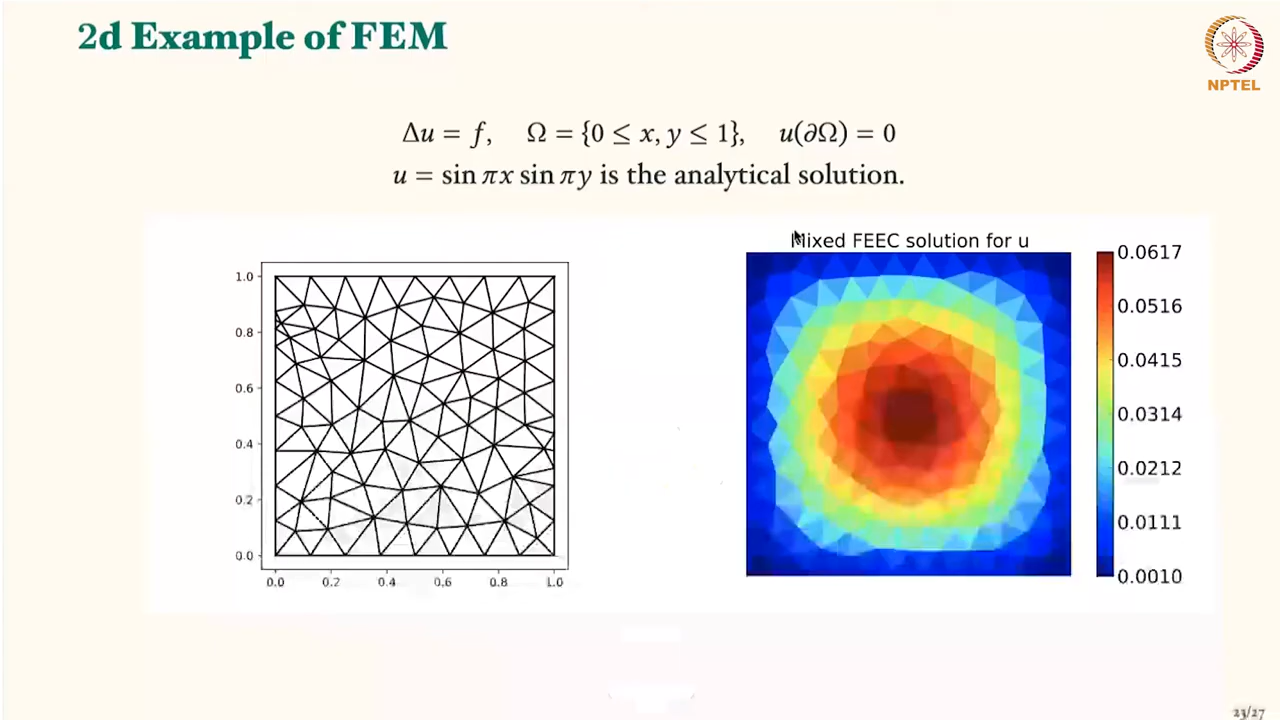 2d Example of FEM
NPTEL
Δu = f, Ω = {0 ≤ x, y ≤ 1}, u(∂Ω) = 0
u = sin πx sin πy is the analytical solution.
1.0
0.8
0.6
0.4
0.2
0.0
0.0 0.2 0.4 0.6 0.8 1.0
Mixed FEEC solution for u
0.0617
0.0516
0.0415
0.0314
0.0212
0.0111
0.0010
23/27